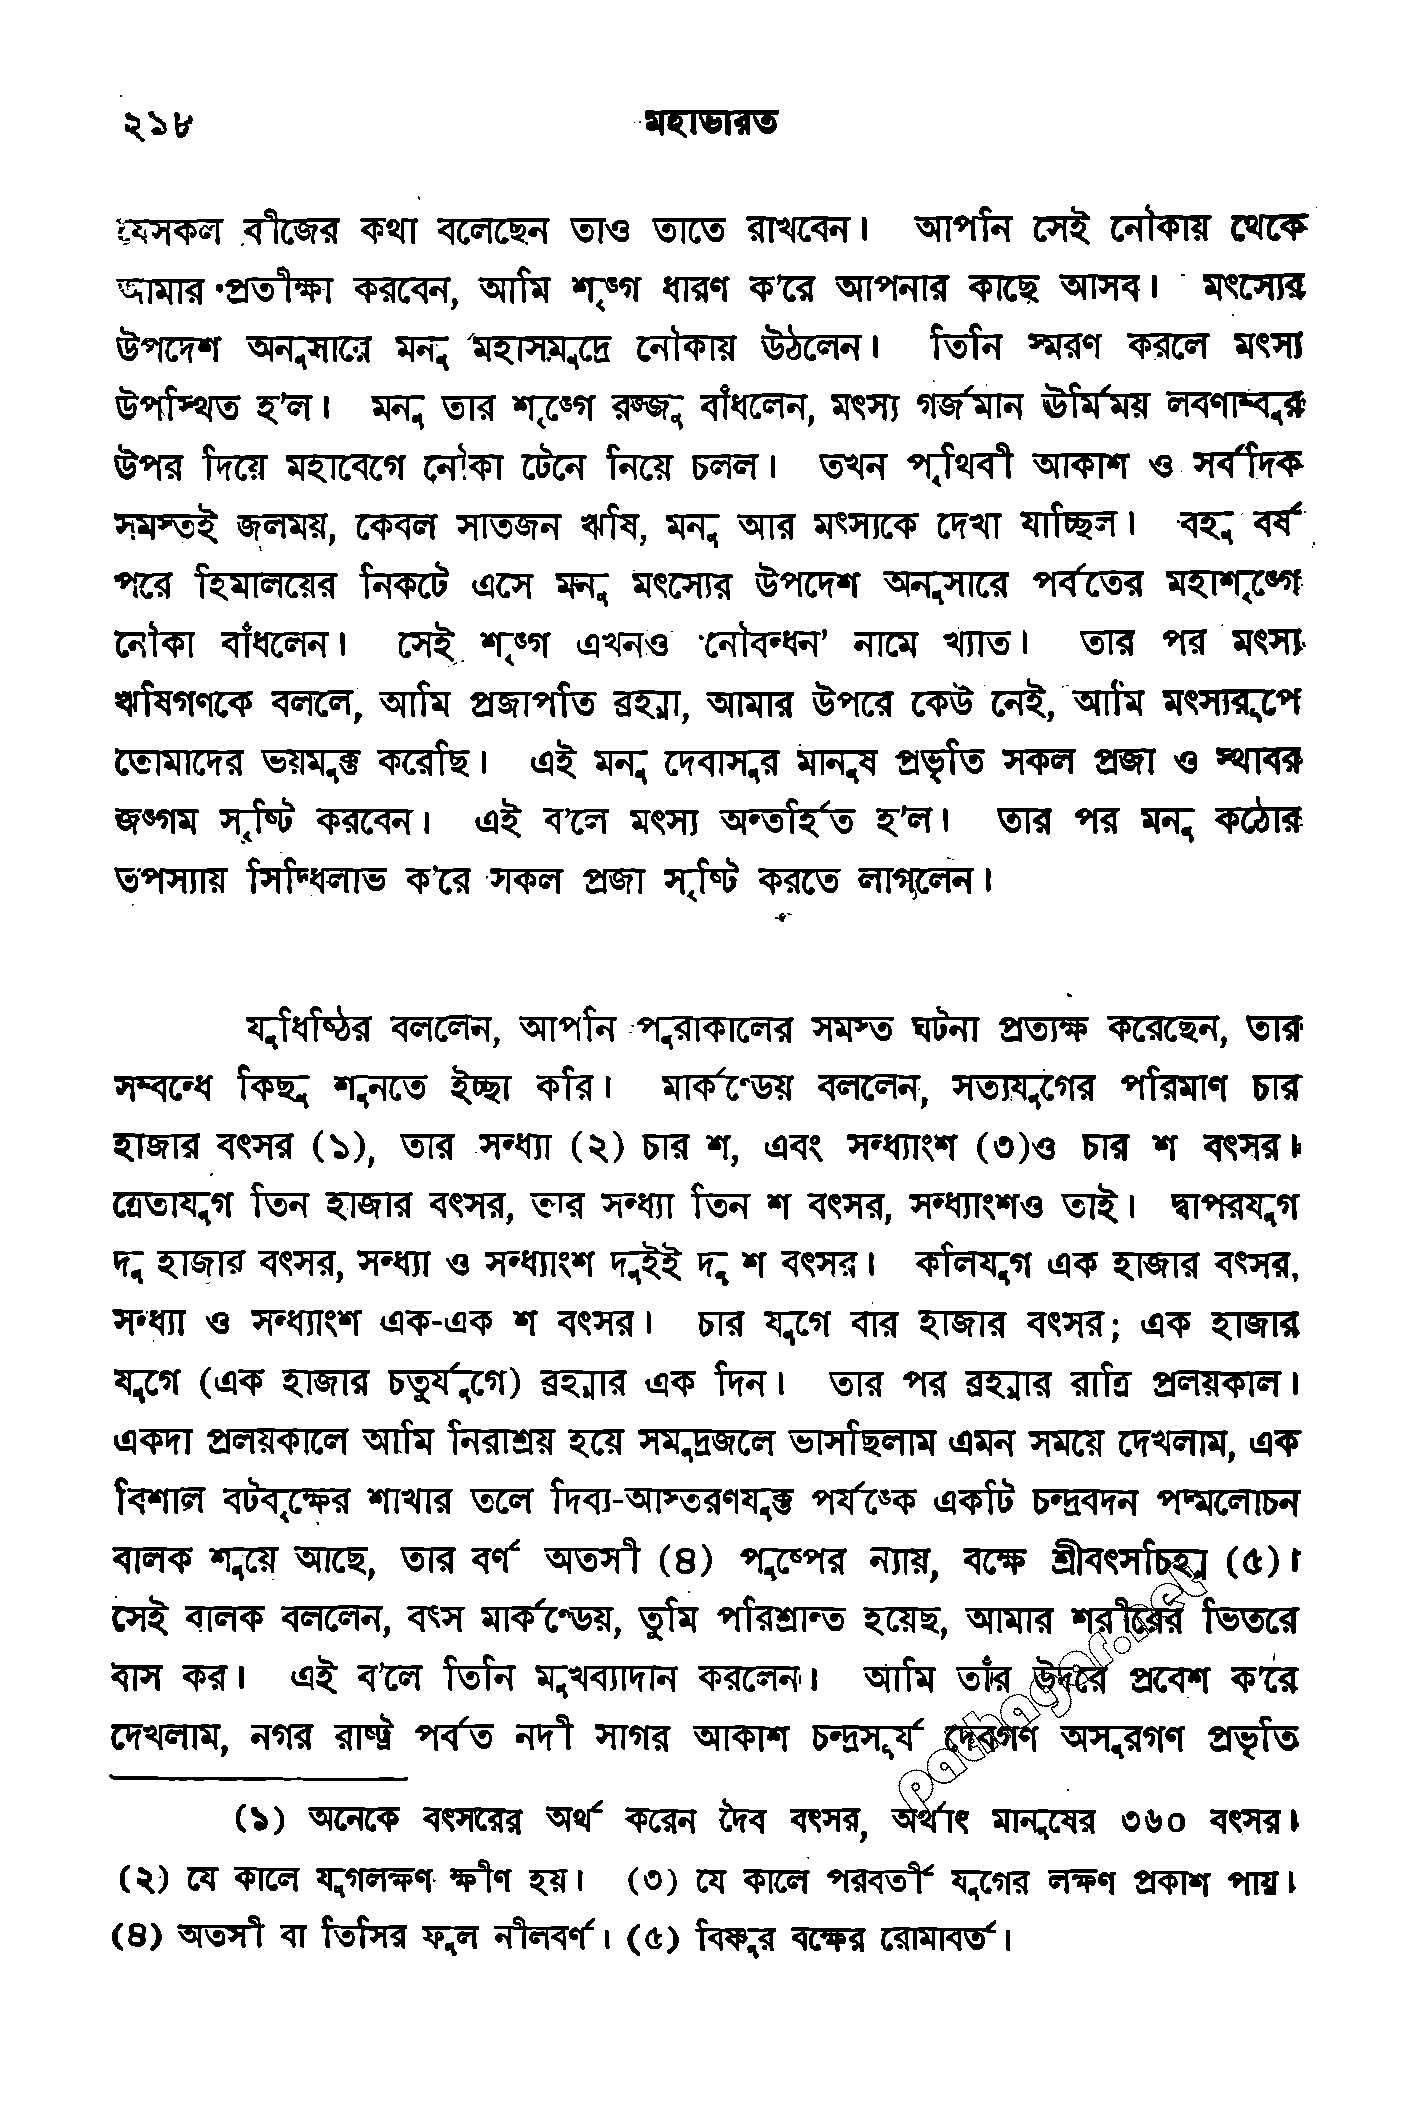 ২১৮ মহাভারত
যেসকল বীজের কথা বলেছেন তাও তাতে রাখবেন। আপনি সেই নৌকায় থেকে
আমার প্রতীক্ষা করবেন, আমি শৃঙ্গ ধারণ ক'রে আপনার কাছে আসব। মৎস্যের
উপদেশ অনুসারে মনু মহাসমুদ্রে নৌকায় উঠলেন। তিনি স্মরণ করলে মৎস্য
উপস্থিত হ'ল। মনু তার শৃঙ্গে রজ্জু বাঁধলেন, মৎস্য গর্জমান ঊর্মিময় লবণাম্বুর
উপর দিয়ে মহাবেগে নৌকা টেনে নিয়ে চলল। তখন পৃথিবী আকাশ ও সর্বদিক
সমস্তই জলময়, কেবল সাতজন ঋষি, মনু আর মৎস্যকে দেখা যাচ্ছিল। বহু বর্ষ
পরে হিমালয়ের নিকটে এসে মনু মৎস্যের উপদেশ অনুসারে পর্বতের মহাশৃঙ্গে
নৌকা বাঁধলেন। সেই শৃঙ্গ এখনও 'নৌবন্ধন' নামে খ্যাত। তার পর মৎস্য
ঋষিগণকে বললে, আমি প্রজাপতি ব্রহ্মা, আমার উপরে কেউ নেই, আমি মৎস্যরূপে
তোমাদের ভয়মুক্ত করেছি। এই মনু দেবাসুর মানুষ প্রভৃতি সকল প্রজা ও স্থাবর
জঙ্গম সৃষ্টি করবেন। এই ব'লে মৎস্য অন্তর্হিত হ'ল। তার পর মনু কঠোর
তপস্যায় সিদ্ধিলাভ ক'রে সকল প্রজা সৃষ্টি করতে লাগলেন।
যুধিষ্ঠির বললেন, আপনি পুরাকালের সমস্ত ঘটনা প্রত্যক্ষ করেছেন, তার
সম্বন্ধে কিছু শুনতে ইচ্ছা করি। মার্কণ্ডেয় বললেন, সত্যযুগের পরিমাণ চার
হাজার বৎসর (১), তার সন্ধ্যা (২) চার শ, এবং সন্ধ্যাংশ (৩)ও চার শ বৎসর।
ত্রেতাযুগ তিন হাজার বৎসর, তার সন্ধ্যা তিন শ বৎসর, সন্ধ্যাংশও তাই। দ্বাপরযুগ
দু হাজার বৎসর, সন্ধ্যা ও সন্ধ্যাংশ দুইই দু শ বৎসর। কলিযুগ এক হাজার বৎসর,
সন্ধ্যা ও সন্ধ্যাংশ এক-এক শ বৎসর। চার যুগে বার হাজার বৎসর; এক হাজার
যুগে (এক হাজার চতুর্যুগে) ব্রহ্মার এক দিন। তার পর ব্রহ্মার রাত্রি প্রলয়কাল।
একদা প্রলয়কালে আমি নিরাশ্রয় হয়ে সমুদ্রজলে ভাসছিলাম এমন সময়ে দেখলাম, এক
বিশাল বটবৃক্ষের শাখার তলে দিব্য-আস্তরণযুক্ত পর্যঙ্কে একটি চন্দ্রবদন পদ্মলোচন
বালক শুয়ে আছে, তার বর্ণ অতসী (৪) পুষ্পের ন্যায়, বক্ষে শ্রীবৎসচিহ্ন (৫)।
সেই বালক বললেন, বৎস মার্কণ্ডেয়, তুমি পরিশ্রান্ত হয়েছ, আমার শরীরের ভিতরে
বাস কর। এই ব'লে তিনি মুখব্যাদান করলেন। আমি তাঁর উদরে প্রবেশ ক'রে
দেখলাম, নগর রাষ্ট্র পর্বত নদী সাগর আকাশ চন্দ্রসূর্য দেবগণ অসুরগণ প্রভৃতি
(১) অনেকে বৎসরের অর্থ করেন দৈব বৎসর, অর্থাৎ মানুষের ৩৬০ বৎসর।
(২) যে কালে যুগলক্ষণ ক্ষীণ হয়। (৩) যে কালে পরবর্তী যুগের লক্ষণ প্রকাশ পায়।
(৪) অতসী বা তিসির ফুল নীলবর্ণ। (৫) বিষ্ণুর বক্ষের রোমাবর্ত।
pathagar.net